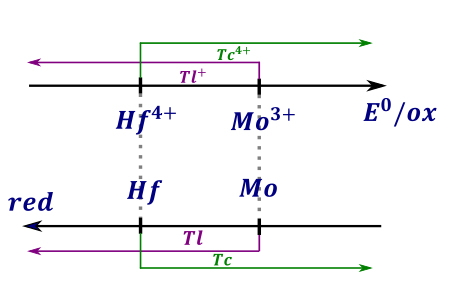 Tc⁴⁺
Tl⁺
Hf⁴⁺ Mo³⁺ E⁰/ox
red Hf Mo
Tl
Tc